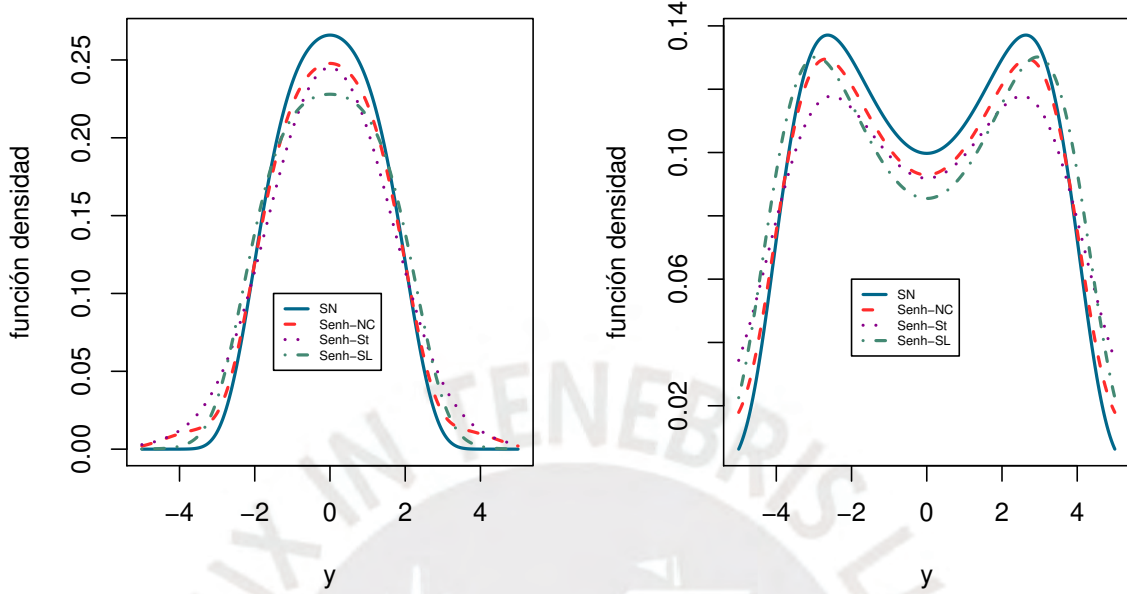 función densidad
0.25
0.20
0.15
0.10
0.05
0.00
SN
Senh−NC
Senh−St
Senh−SL
−4 −2 0 2 4
y
función densidad
0.14
0.10
0.06
0.02
SN
Senh−NC
Senh−St
Senh−SL
−4 −2 0 2 4
y
IN TENEBRIS